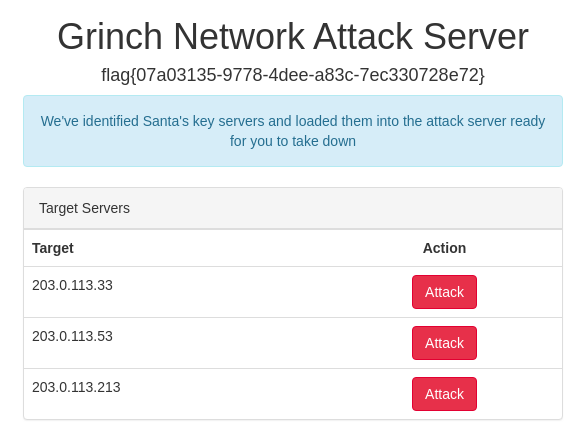 Grinch Network Attack Server
flag{07a03135-9778-4dee-a83c-7ec330728e72}
We've identified Santa's key servers and loaded them into the attack server ready
for you to take down
Target Servers
Target Action
203.0.113.33 Attack
203.0.113.53 Attack
203.0.113.213 Attack